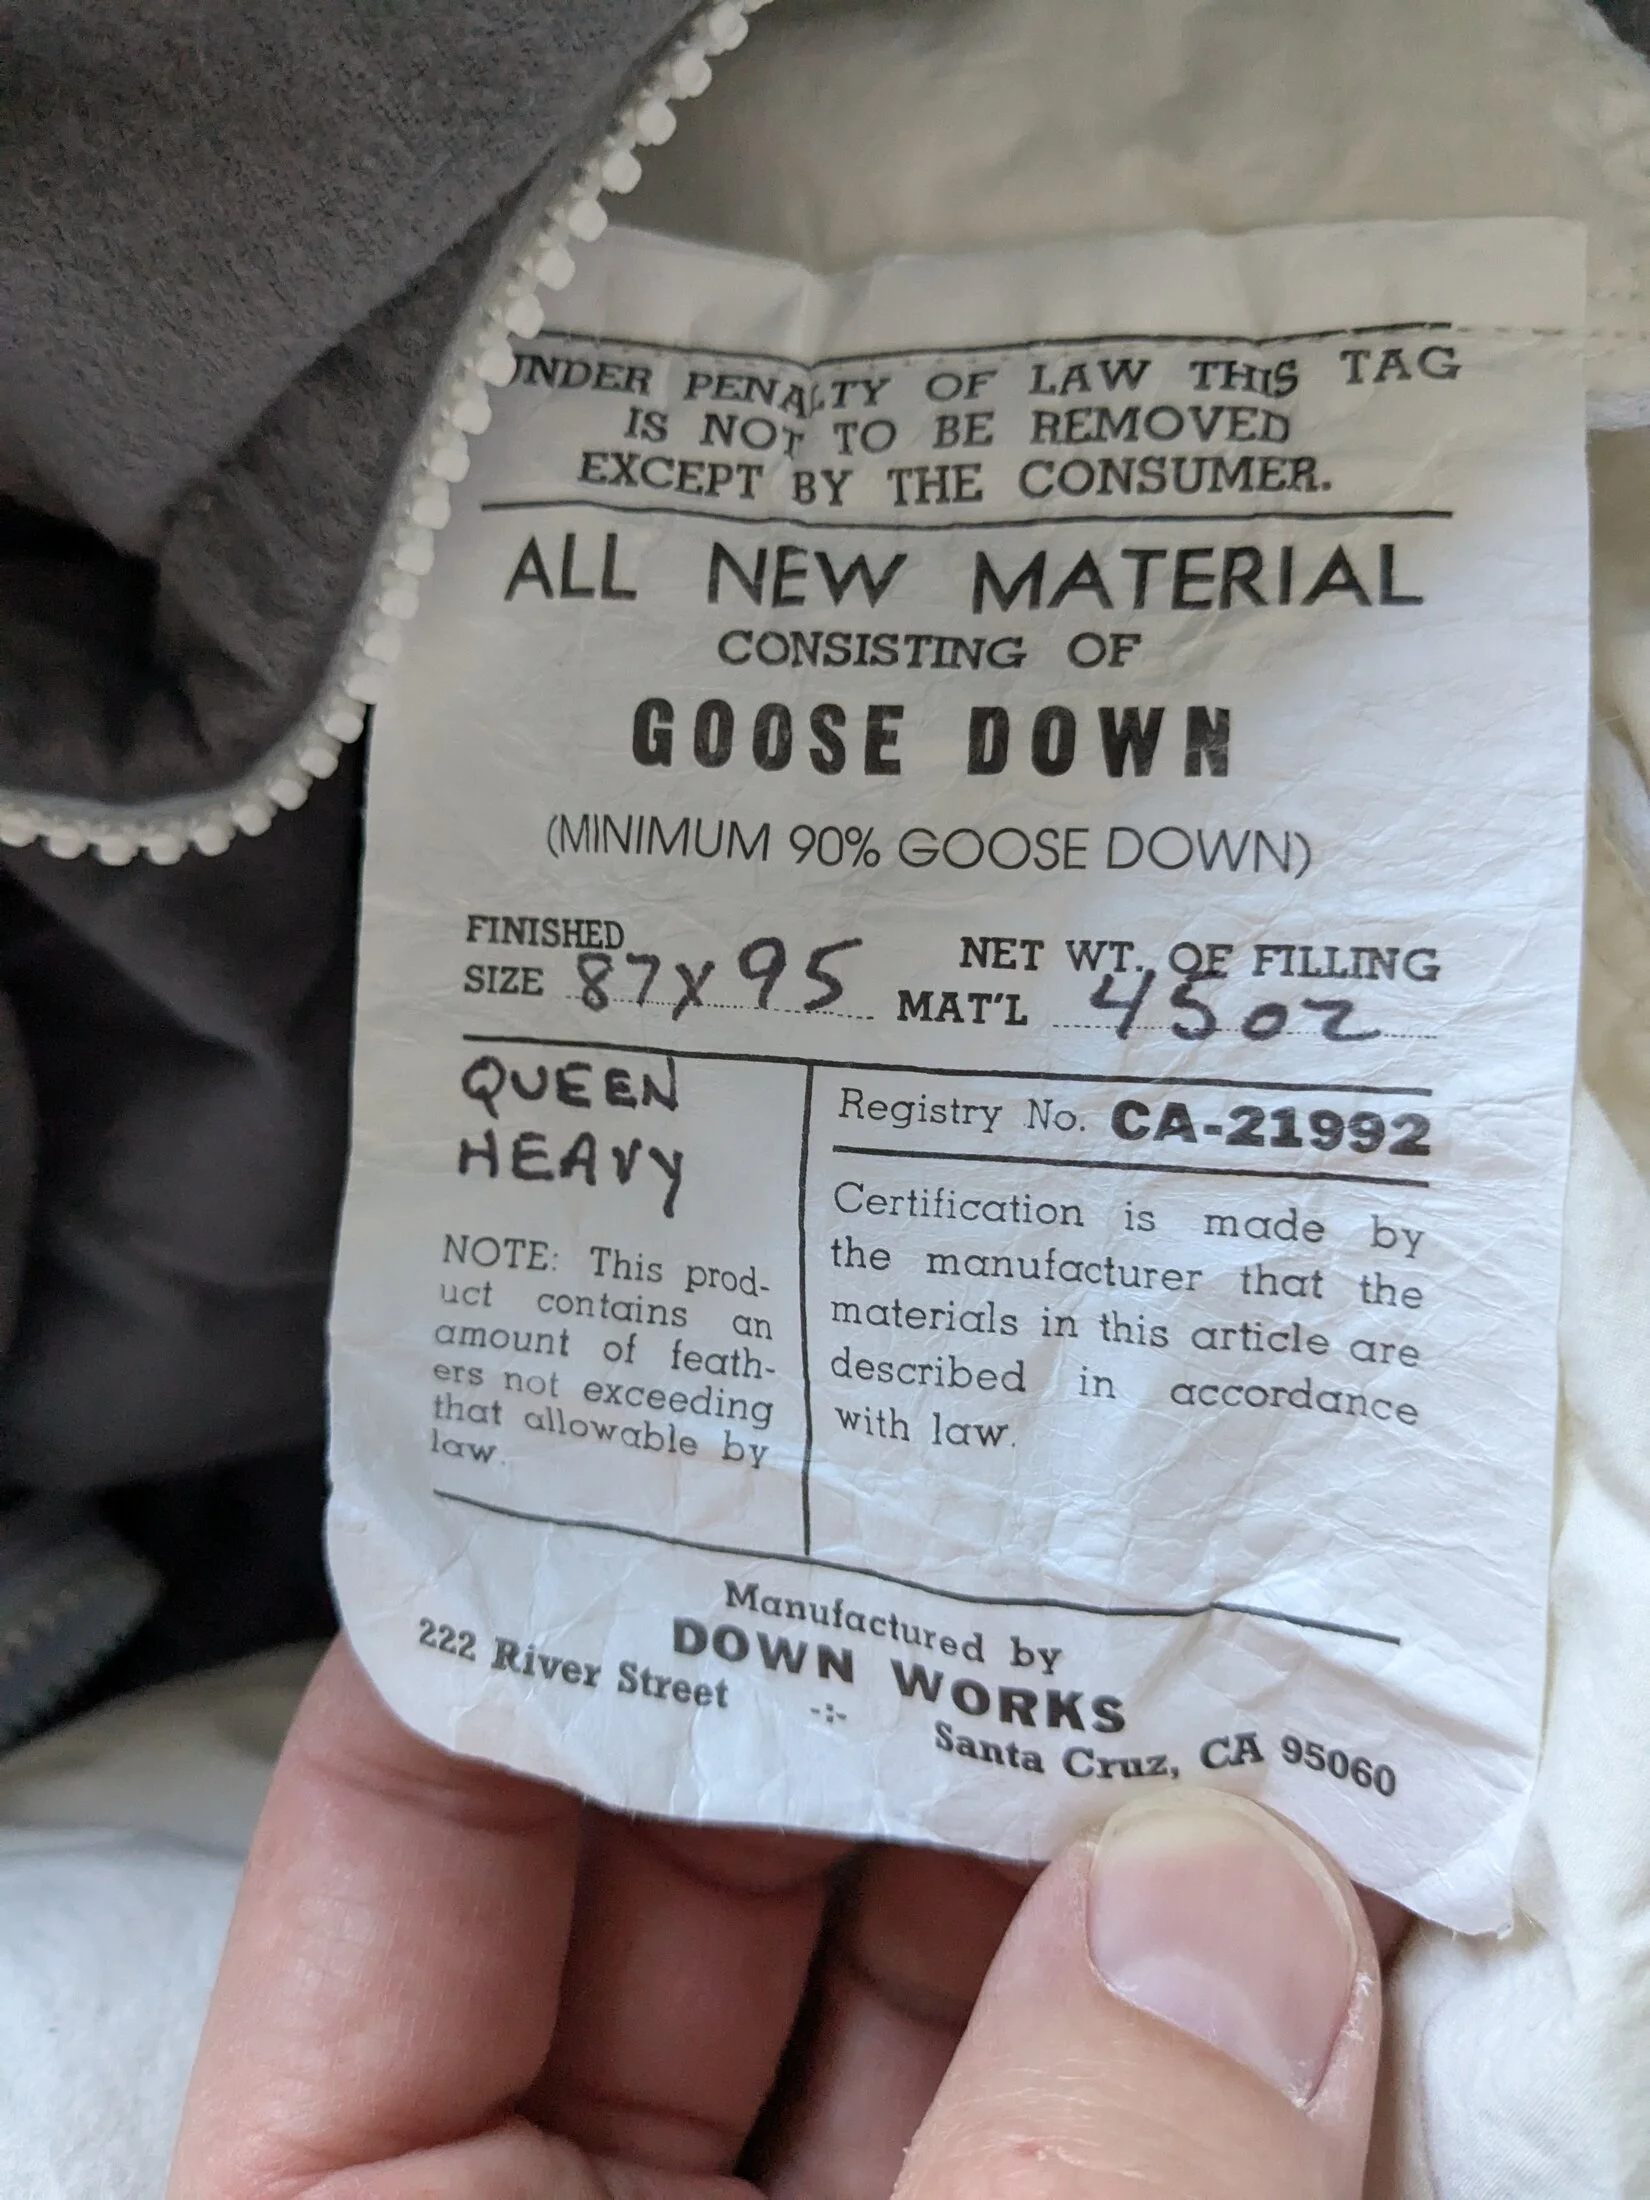 UNDER PENALTY OF LAW THIS TAG
IS NOT TO BE REMOVED
EXCEPT BY THE CONSUMER.
ALL NEW MATERIAL
CONSISTING OF
GOOSE DOWN
(MINIMUM 90% GOOSE DOWN)
FINISHED
SIZE 87x95
NET WT. OF FILLING
MAT'L 45oz
QUEEN
HEAVY
NOTE: This prod-
uct contains an
amount of feath-
ers not exceeding
that allowable by
law.
Registry No. CA-21992
Certification is made by
the manufacturer that the
materials in this article are
described in accordance
with law.
Manufactured by
DOWN WORKS
222 River Street -:- Santa Cruz, CA 95060